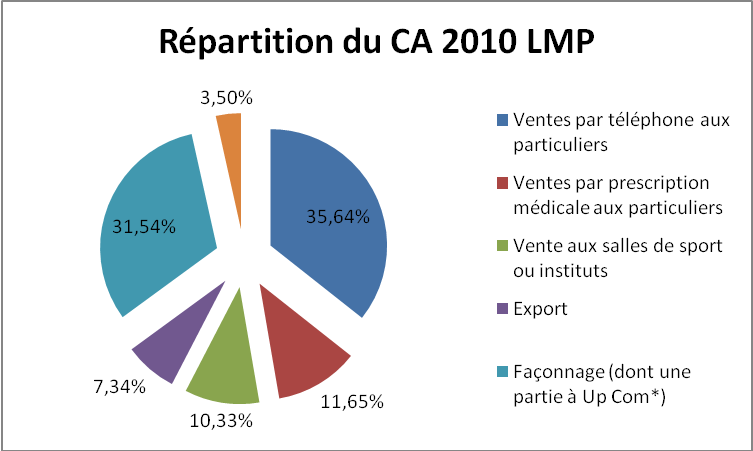 Répartition du CA 2010 LMP
3,50%
35,64%
31,54%
7,34%
10,33%
11,65%
Ventes par téléphone aux
particuliers
Ventes par prescription
médicale aux particuliers
Vente aux salles de sport
ou instituts
Export
Façonnage (dont une
partie à Up Com*)